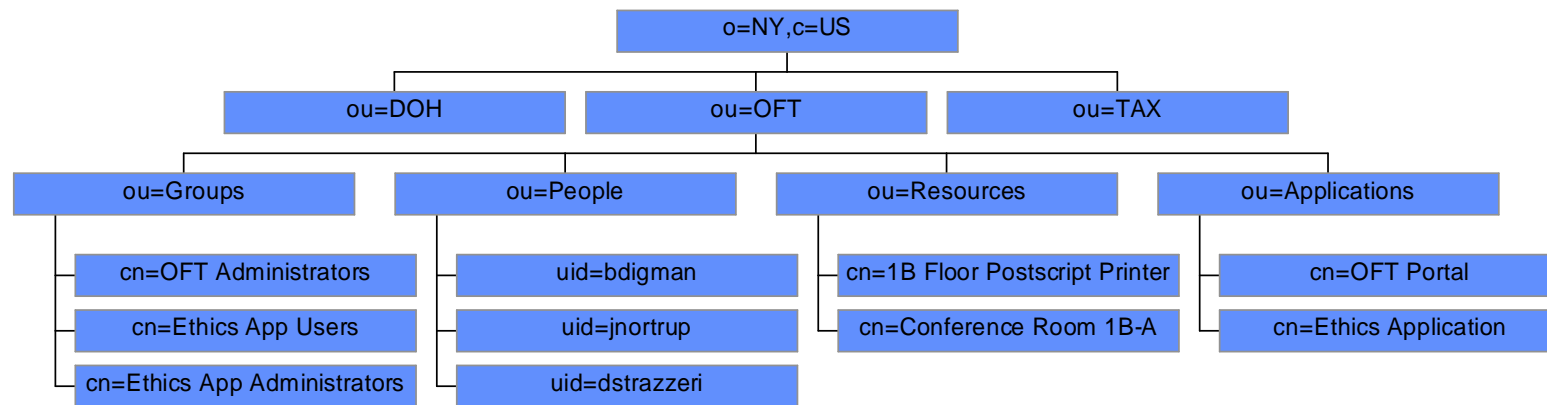 o=NY,c=US
ou=DOH
ou=OFT
ou=TAX
ou=Groups
ou=People
ou=Resources
ou=Applications
cn=OFT Administrators
uid=bdigman
cn=1B Floor Postscript Printer
cn=OFT Portal
cn=Ethics App Users
uid=jnortrup
cn=Conference Room 1B-A
cn=Ethics Application
cn=Ethics App Administrators
uid=dstrazzeri